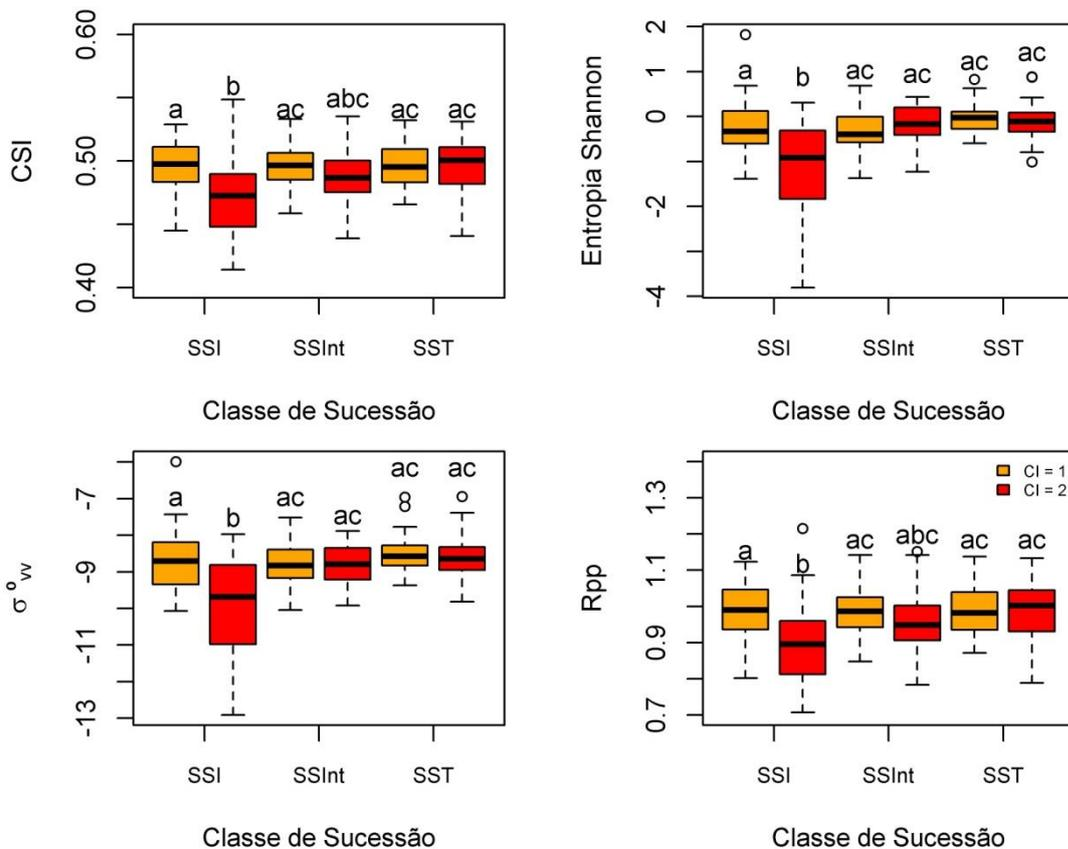 CSI
0.60
0.50
0.40
a b ac abc ac ac
SSI SSInt SST
Classe de Sucessão
Entropia Shannon
2
1
0
-2
-4
a b ac ac ac ac
SSI SSInt SST
Classe de Sucessão
σ°vv
-7
-9
-11
-13
a b ac ac ac ac
SSI SSInt SST
Classe de Sucessão
Rpp
1.3
1.1
0.9
0.7
CI = 1
CI = 2
a b ac abc ac ac
SSI SSInt SST
Classe de Sucessão